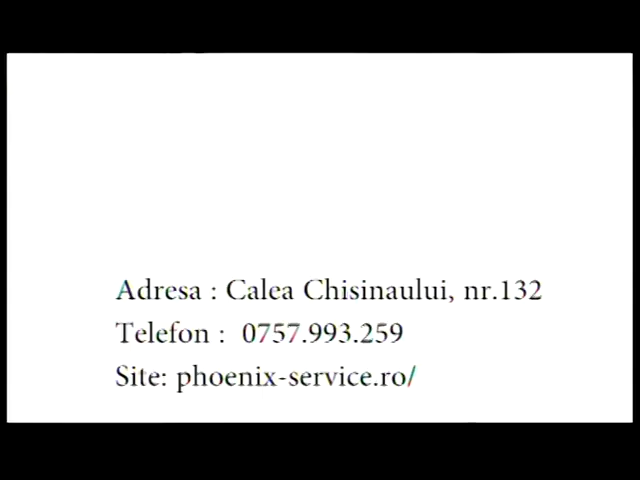 Adresa : Calea Chisinaului, nr.132
Telefon : 0757.993.259
Site: phoenix-service.ro/